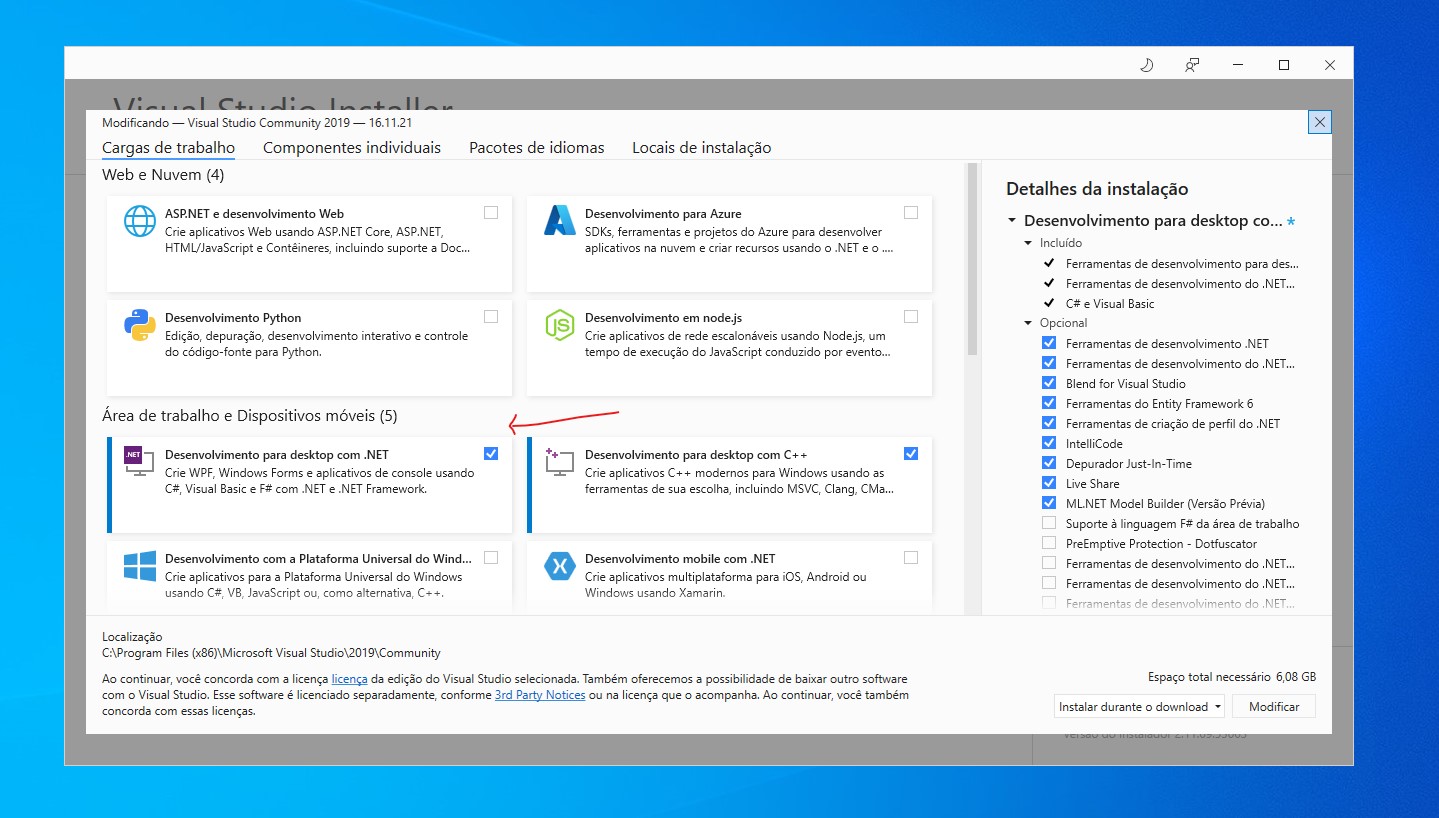 Visual Studio Installer
Modificando — Visual Studio Community 2019 — 16.11.21
Cargas de trabalho
Componentes individuais
Pacotes de idiomas
Locais de instalação
Web e Nuvem (4)
ASP.NET e desenvolvimento Web
Crie aplicativos Web usando ASP.NET Core, ASP.NET,
HTML/JavaScript e Contêineres, incluindo suporte a Doc...
Desenvolvimento para Azure
SDKs, ferramentas e projetos do Azure para desenvolver
aplicativos na nuvem e criar recursos usando o .NET e o ....
Desenvolvimento Python
Edição, depuração, desenvolvimento interativo e controle
do código-fonte para Python.
JS
Desenvolvimento em node.js
Crie aplicativos de rede escalonáveis usando Node.js, um
tempo de execução do JavaScript conduzido por evento...
Área de trabalho e Dispositivos móveis (5)
.NET
Desenvolvimento para desktop com .NET
Crie WPF, Windows Forms e aplicativos de console usando
C#, Visual Basic e F# com .NET e .NET Framework.
Desenvolvimento para desktop com C++
Crie aplicativos C++ modernos para Windows usando as
ferramentas de sua escolha, incluindo MSVC, Clang, CMa...
Desenvolvimento com a Plataforma Universal do Wind...
Crie aplicativos para a Plataforma Universal do Windows
usando C#, VB, JavaScript ou, como alternativa, C++.
Desenvolvimento mobile com .NET
Crie aplicativos multiplataforma para iOS, Android ou
Windows usando Xamarin.
Detalhes da instalação
Desenvolvimento para desktop co... *
Incluído
Ferramentas de desenvolvimento para des...
Ferramentas de desenvolvimento do .NET...
C# e Visual Basic
Opcional
Ferramentas de desenvolvimento .NET
Ferramentas de desenvolvimento do .NET...
Blend for Visual Studio
Ferramentas do Entity Framework 6
Ferramentas de criação de perfil do .NET
IntelliCode
Depurador Just-In-Time
Live Share
ML.NET Model Builder (Versão Prévia)
Suporte à linguagem F# da área de trabalho
PreEmptive Protection - Dotfuscator
Ferramentas de desenvolvimento do .NET...
Ferramentas de desenvolvimento do .NET...
Ferramentas de desenvolvimento do .NET...
Localização
C:\Program Files (x86)\Microsoft Visual Studio\2019\Community
Ao continuar, você concorda com a licença licença da edição do Visual Studio selecionada. Também oferecemos a possibilidade de baixar outro software
com o Visual Studio. Esse software é licenciado separadamente, conforme 3rd Party Notices ou na licença que o acompanha. Ao continuar, você também
concorda com essas licenças.
Espaço total necessário 6,08 GB
Instalar durante o download
Modificar
Versão do Instalador